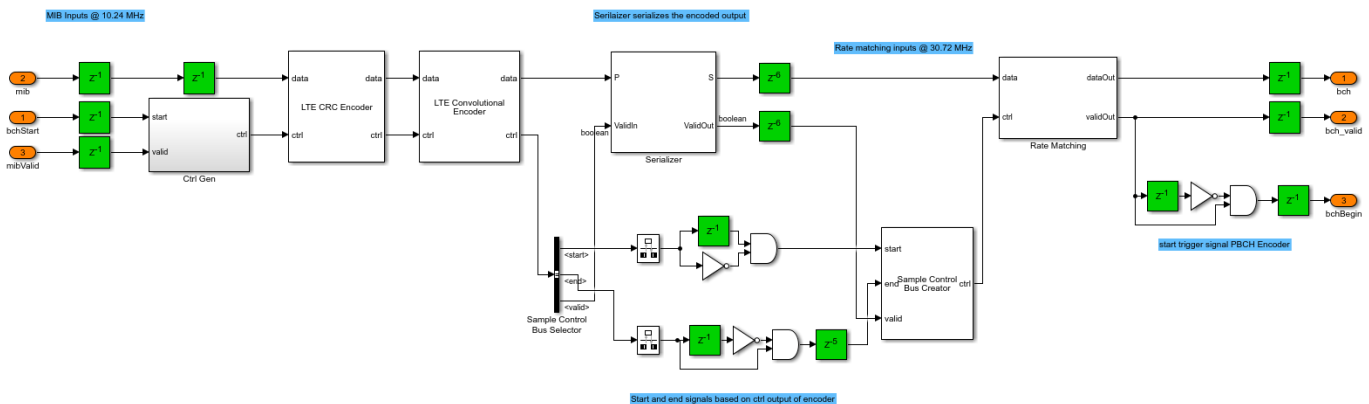 MIB Inputs @ 10.24 MHz
Serilaizer serializes the encoded output
Rate matching inputs @ 30.72 MHz
2
mib
Z-1
Z-1
1
bchStart
Z-1
3
mibValid
Z-1
start
valid
ctrl
Ctrl Gen
data
ctrl
LTE CRC Encoder
data
ctrl
data
ctrl
LTE Convolutional
Encoder
data
ctrl
boolean
P
ValidIn
S
ValidOut
Serializer
boolean
Z-6
Z-6
data
ctrl
dataOut
validOut
Rate Matching
Z-1
1
bch
Z-1
2
bch_valid
Z-1
Z-1
3
bchBegin
start trigger signal PBCH Encoder
<start>
<end>
<valid>
Sample Control
Bus Selector
Z-1
Z-1
Z-5
start
end
valid
Sample Control
Bus Creator
ctrl
Start and end signals based on ctrl output of encoder